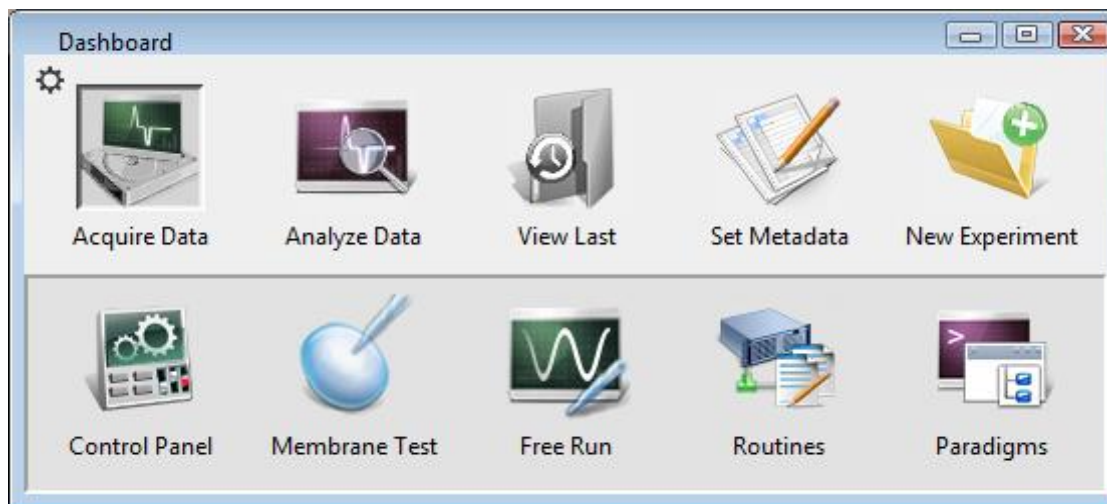 Dashboard
Acquire Data
Analyze Data
View Last
Set Metadata
New Experiment
Control Panel
Membrane Test
Free Run
Routines
Paradigms